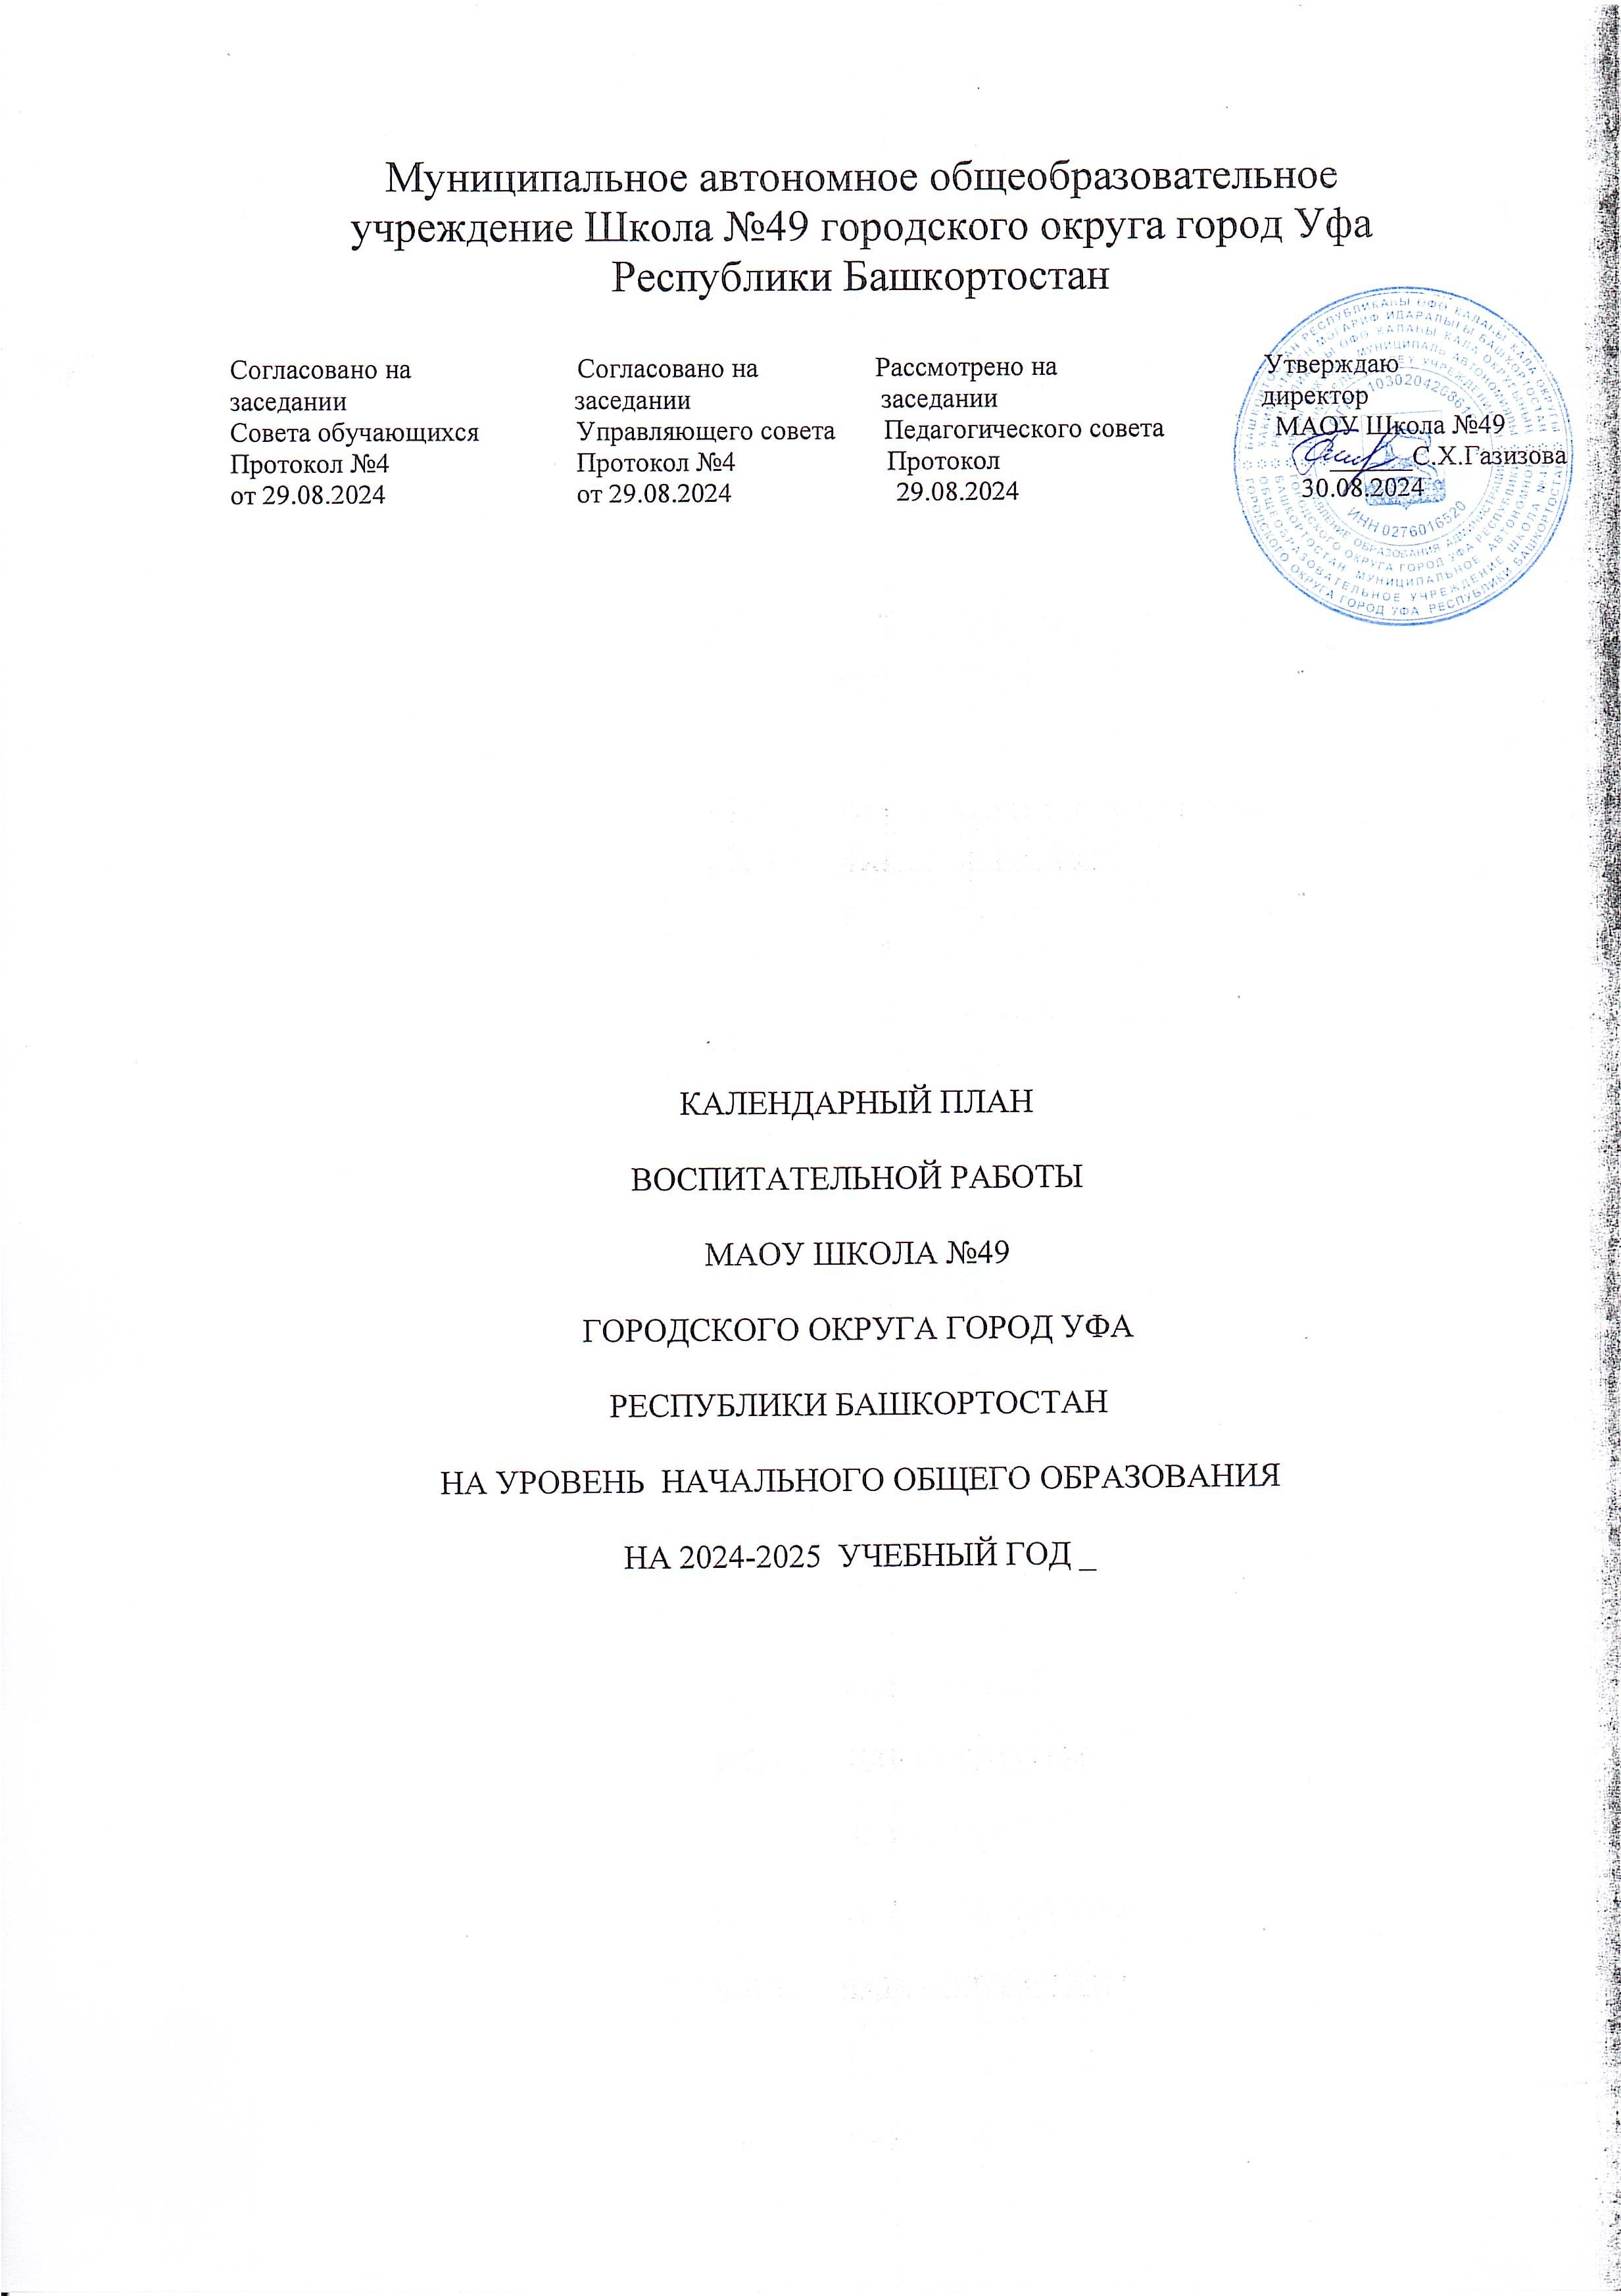 Муниципальное автономное общеобразовательное
учреждение Школа №49 городского округа город Уфа
Республики Башкортостан
Согласовано на
заседании
Совета обучающихся
Протокол №4
от 29.08.2024
Согласовано на
заседании
Управляющего совета
Протокол №4
от 29.08.2024
Рассмотрено на
заседании
Педагогического совета
Протокол
29.08.2024
Утверждаю
директор
МАОУ Школа №49
______С.Х.Газизова
30.08.2024
ИНН 0276016520
КАЛЕНДАРНЫЙ ПЛАН
ВОСПИТАТЕЛЬНОЙ РАБОТЫ
МАОУ ШКОЛА №49
ГОРОДСКОГО ОКРУГА ГОРОД УФА
РЕСПУБЛИКИ БАШКОРТОСТАН
НА УРОВЕНЬ НАЧАЛЬНОГО ОБЩЕГО ОБРАЗОВАНИЯ
НА 2024-2025 УЧЕБНЫЙ ГОД _